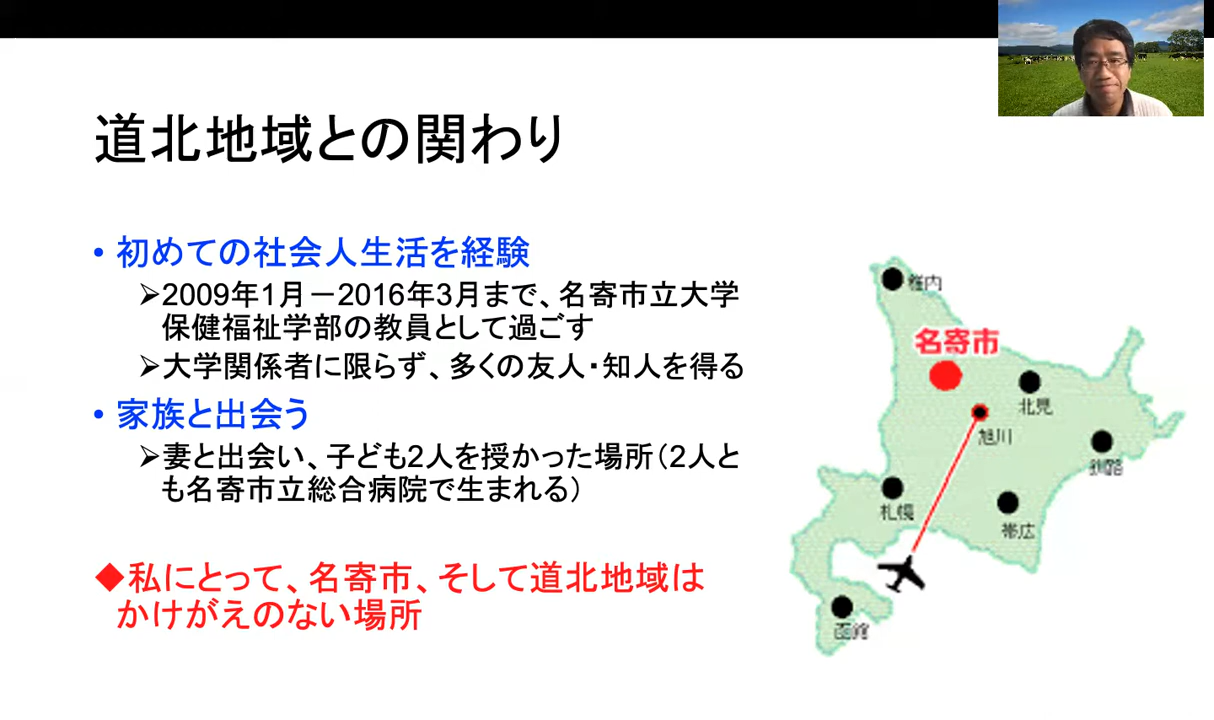 道北地域との関わり
• 初めての社会人生活を経験
➢2009年1月－2016年3月まで、名寄市立大学
保健福祉学部の教員として過ごす
➢大学関係者に限らず、多くの友人・知人を得る
• 家族と出会う
➢妻と出会い、子ども2人を授かった場所（2人と
も名寄市立総合病院で生まれる）
◆私にとって、名寄市、そして道北地域は
かけがえのない場所
稚内
名寄市
北見
旭川
釧路
札幌
帯広
函館